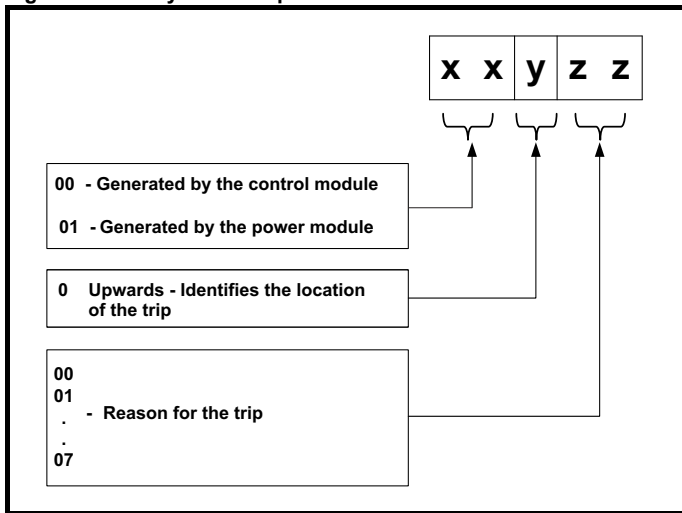 x x y z z
00 - Generated by the control module
01 - Generated by the power module
0 Upwards - Identifies the location
of the trip
00
01
.
- Reason for the trip
.
07